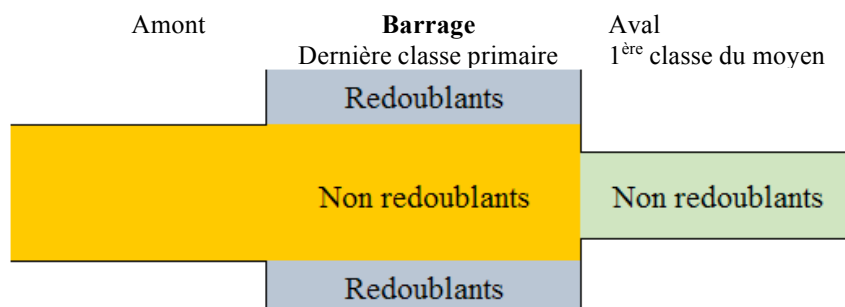 Amont Barrage Aval
Dernière classe primaire 1ère classe du moyen
Redoublants
Non redoublants Non redoublants
Redoublants